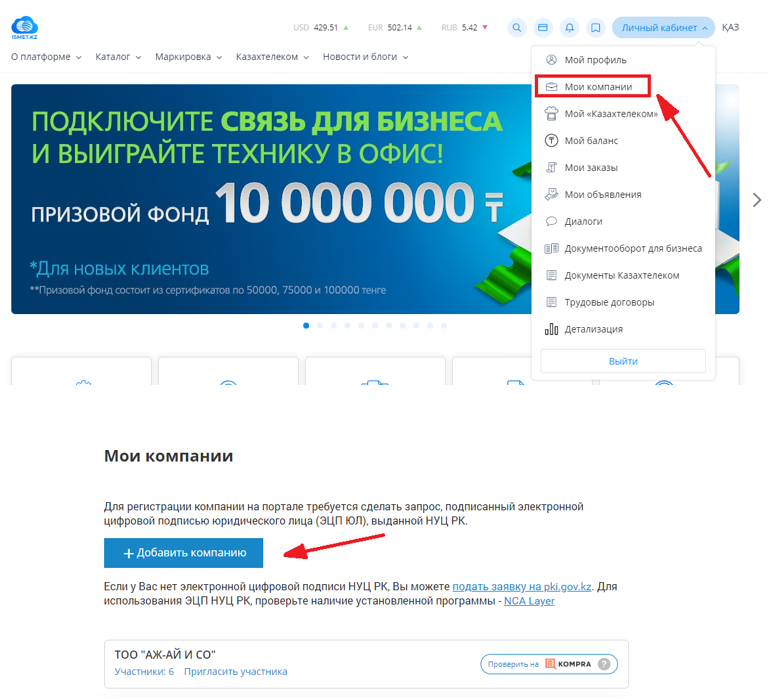 ISMET.KZ
USD 429.51 EUR 502.14 RUB 5.42
Личный кабинет ҚАЗ
О платформе Каталог Маркировка Казахтелеком Новости и блоги
ПОДКЛЮЧИТЕ СВЯЗЬ ДЛЯ БИЗНЕСА
И ВЫИГРАЙТЕ ТЕХНИКУ В ОФИС!
ПРИЗОВОЙ ФОНД 10 000 000 ₸
*Для новых клиентов
**Призовой фонд состоит из сертификатов по 50000, 75000 и 100000 тенге
Мой профиль
Мои компании
Мой «Казахтелеком»
Мой баланс
Мои заказы
Мои объявления
Диалоги
Документооборот для бизнеса
Документы Казахтелеком
Трудовые договоры
Детализация
Выйти
Мои компании
Для регистрации компании на портале требуется сделать запрос, подписанный электронной
цифровой подписью юридического лица (ЭЦП ЮЛ), выданной НУЦ РК.
+ Добавить компанию
Если у Вас нет электронной цифровой подписи НУЦ РК, Вы можете подать заявку на pki.gov.kz. Для
использования ЭЦП НУЦ РК, проверьте наличие установленной программы - NCA Layer
ТОО "АЖ-АЙ И СО"
Участники: 6 Пригласить участника
Проверить на KOMPRA ?